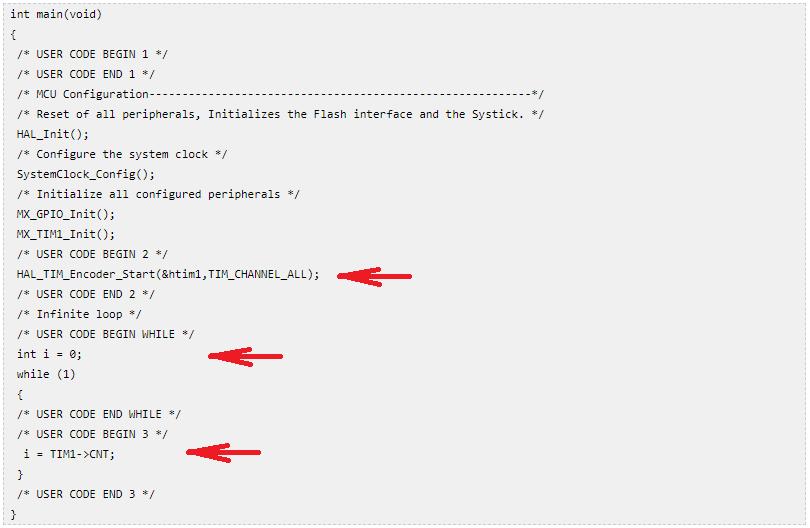 int main(void)
{
/* USER CODE BEGIN 1 */
/* USER CODE END 1 */
/* MCU Configuration----------------------------------------------------------*/
/* Reset of all peripherals, Initializes the Flash interface and the Systick. */
HAL_Init();
/* Configure the system clock */
SystemClock_Config();
/* Initialize all configured peripherals */
MX_GPIO_Init();
MX_TIM1_Init();
/* USER CODE BEGIN 2 */
HAL_TIM_Encoder_Start(&htim1,TIM_CHANNEL_ALL);
/* USER CODE END 2 */
/* Infinite loop */
/* USER CODE BEGIN WHILE */
int i = 0;
while (1)
{
/* USER CODE END WHILE */
/* USER CODE BEGIN 3 */
i = TIM1->CNT;
}
/* USER CODE END 3 */
}